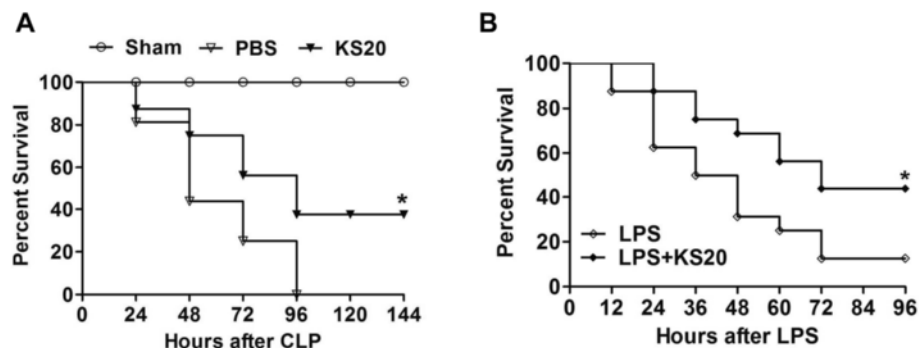 A
B
Sham PBS KS20
Percent Survival
100
80
60
40
20
0
*
0 24 48 72 96 120 144
Hours after CLP
Percent Survival
100
80
60
40
20
0
*
LPS
LPS+KS20
0 12 24 36 48 60 72 84 96
Hours after LPS